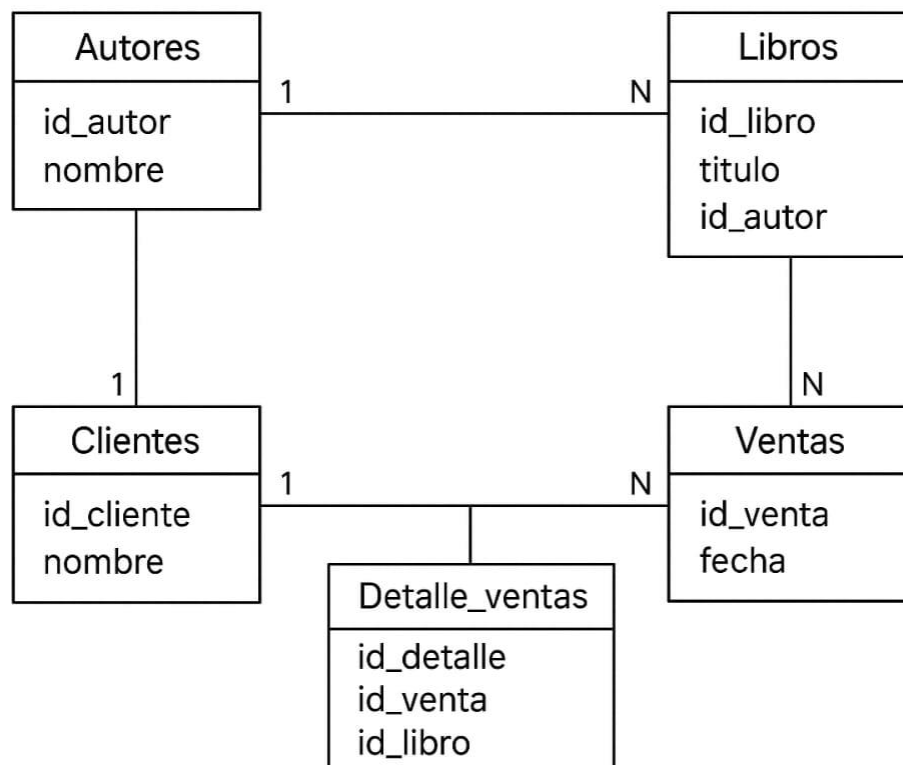 Autores
id_autor
nombre
1
N
Libros
id_libro
titulo
id_autor
1
N
Clientes
id_cliente
nombre
1
N
Ventas
id_venta
fecha
Detalle_ventas
id_detalle
id_venta
id_libro